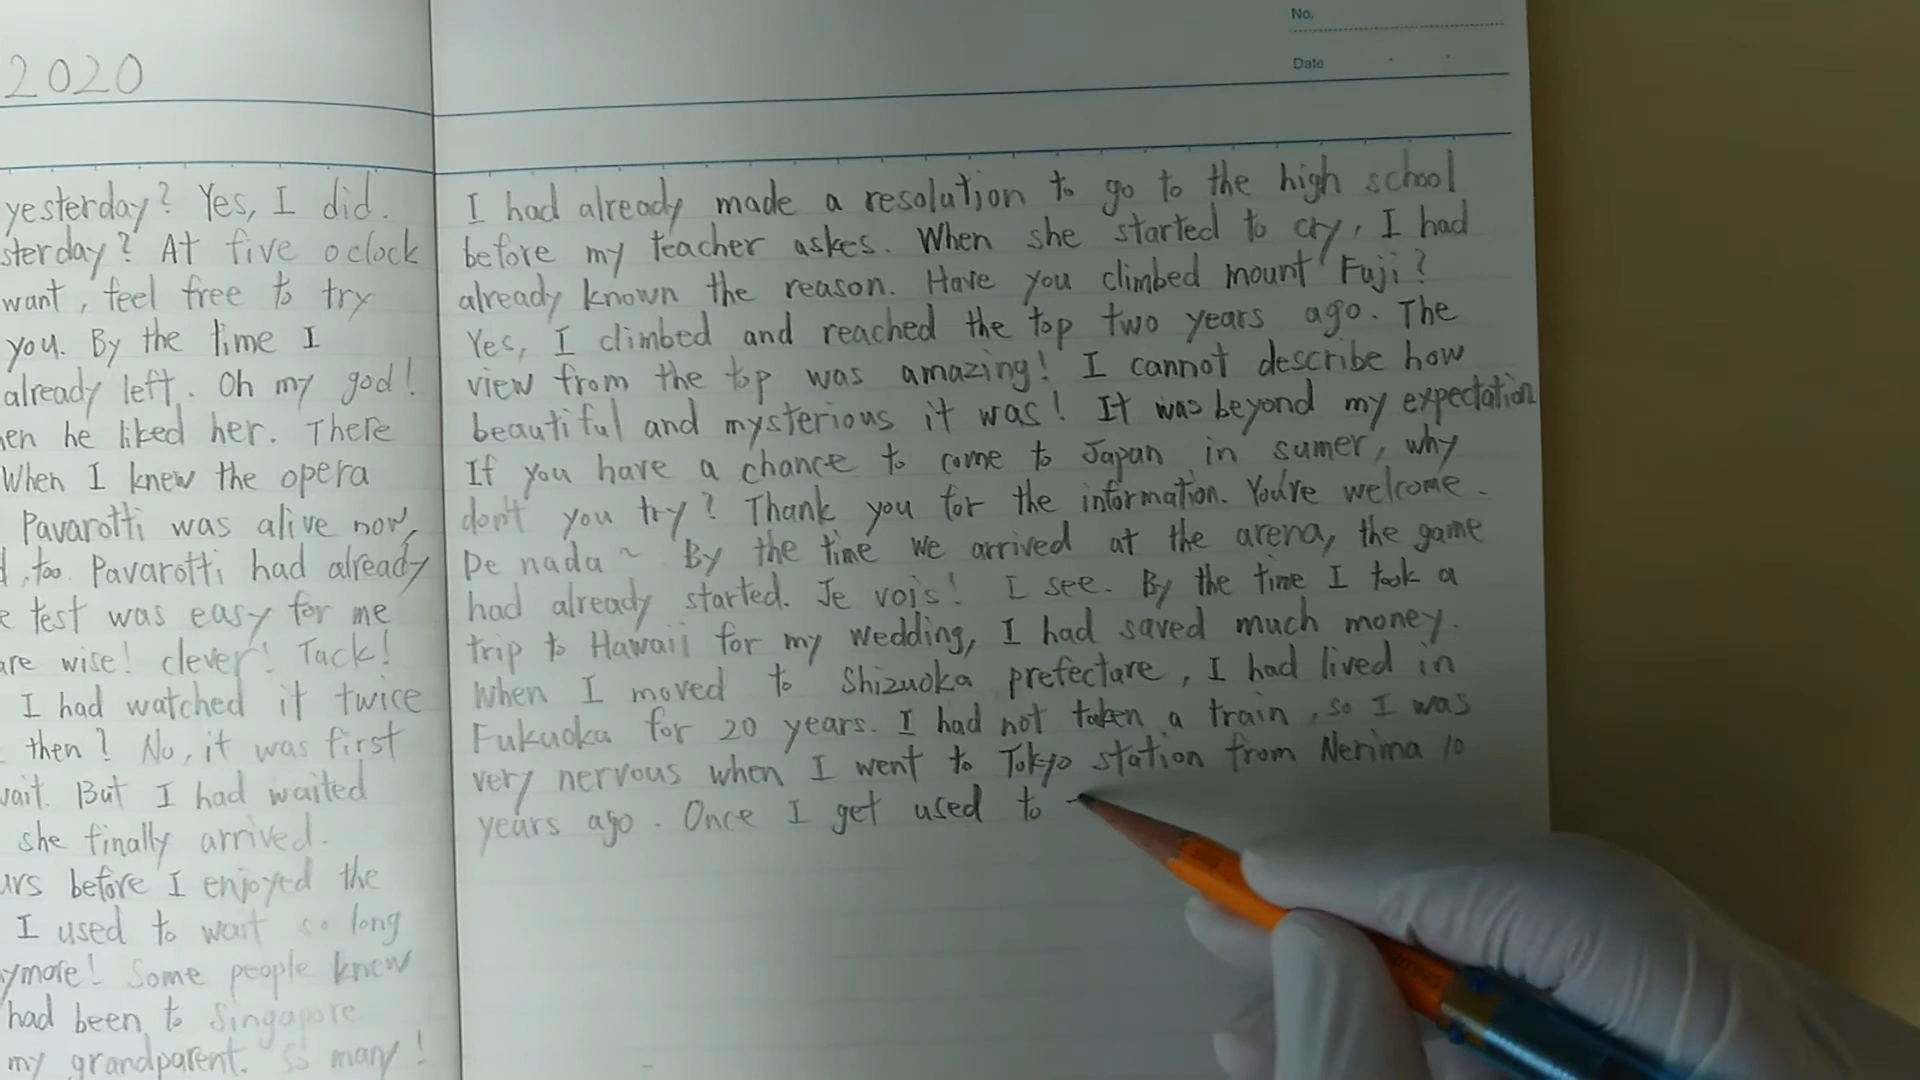 2020
yesterday? Yes, I did.
sterday? At five oclock
want, feel free to try
you. By the time I
already left. Oh my god!
en he liked her. There
When I knew the opera
Pavarotti was alive now,
, too. Pavarotti had already
e test was easy for me
are wise! clever! Tack!
I had watched it twice
then? No, it was first
wait. But I had waited
she finally arrived.
urs before I enjoyed the
I used to wait so long
ymore! Some people knew
had been to Singapore
my grandparent. So many!
No.
Date
I had already made a resolution to go to the high school
before my teacher askes. When she started to cry, I had
already known the reason. Have you climbed mount Fuji?
Yes, I climbed and reached the top two years ago. The
view from the top was amazing! I cannot describe how
beautiful and mysterious it was! It was beyond my expectation
If you have a chance to come to Japan in sumer, why
don't you try? Thank you for the information. You're welcome.
De nada ~ By the time we arrived at the arena, the game
had already started. Je vois! I see. By the time I took a
trip to Hawaii for my wedding, I had saved much money.
When I moved to Shizuoka prefecture, I had lived in
Fukuoka for 20 years. I had not taken a train, so I was
very nervous when I went to Tokyo station from Nerima 10
years ago. Once I get used to